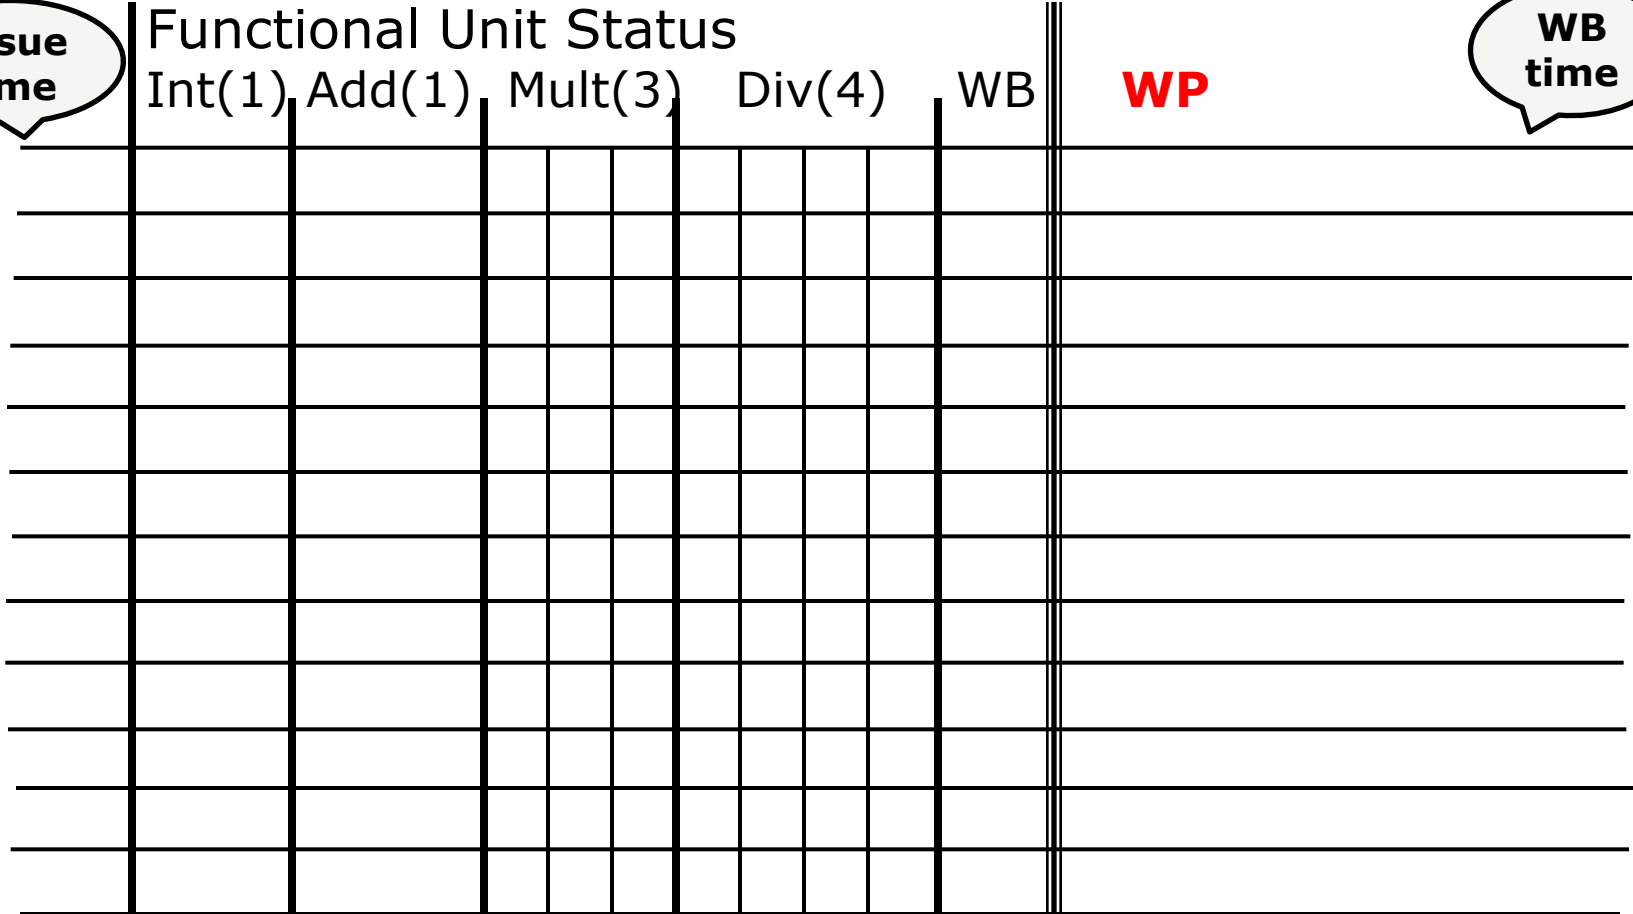 sue
me
Functional Unit Status
Int(1) Add(1) Mult(3) Div(4) WB WP
WB
time